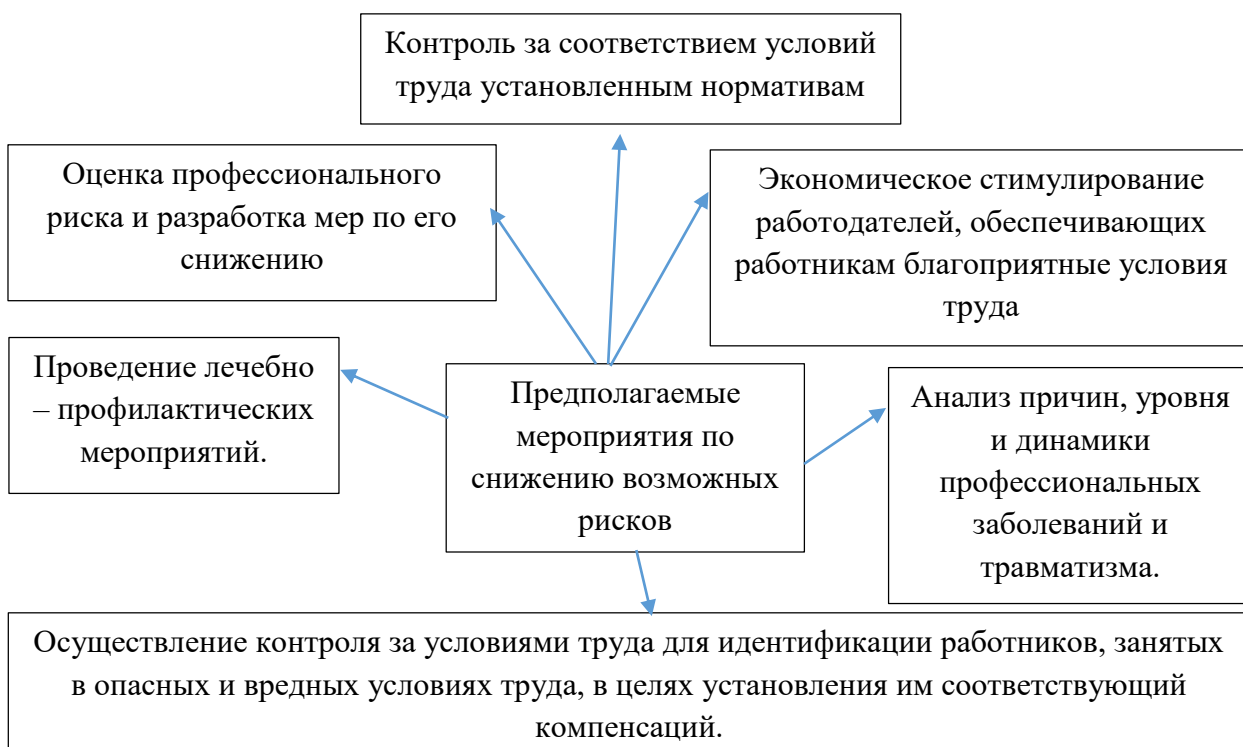 Контроль за соответствием условий
труда установленным нормативам
Оценка профессионального
риска и разработка мер по его
снижению
Экономическое стимулирование
работодателей, обеспечивающих
работникам благоприятные условия
труда
Проведение лечебно
– профилактических
мероприятий.
Предполагаемые
мероприятия по
снижению возможных
рисков
Анализ причин, уровня
и динамики
профессиональных
заболеваний и
травматизма.
Осуществление контроля за условиями труда для идентификации работников, занятых
в опасных и вредных условиях труда, в целях установления им соответствующий
компенсаций.